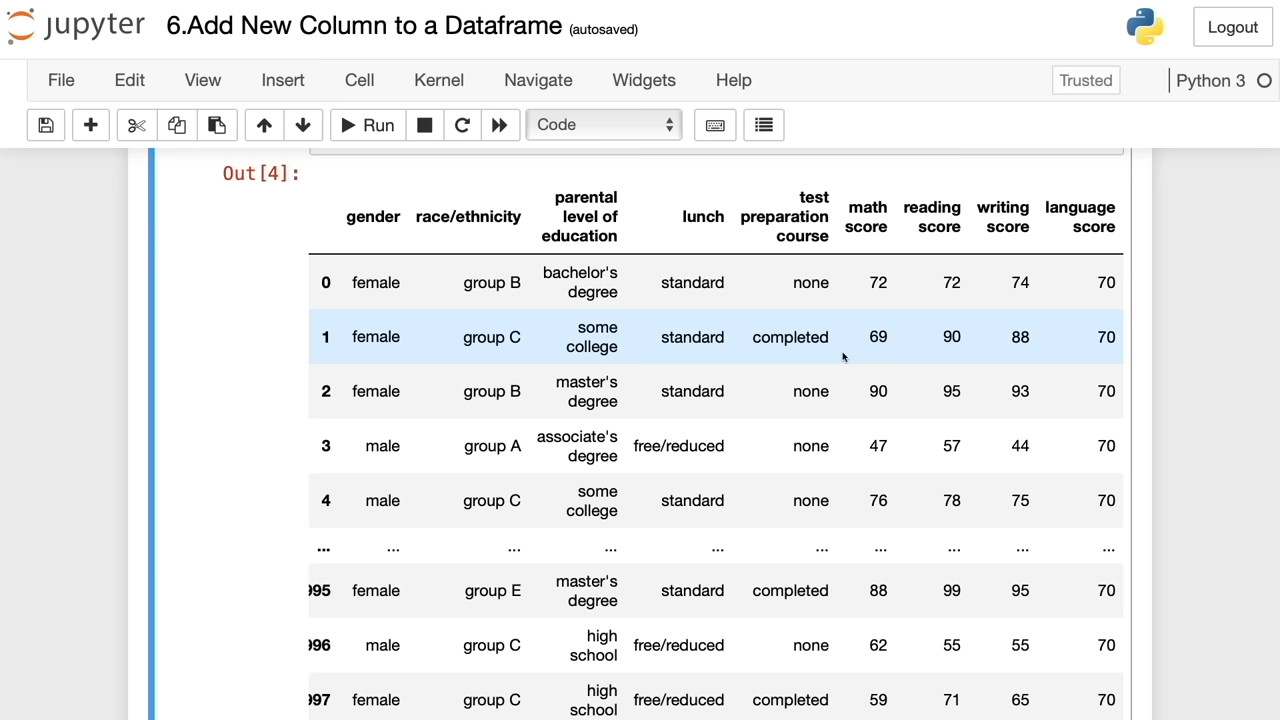 jupyter 6.Add New Column to a Dataframe (autosaved) Logout
File Edit View Insert Cell Kernel Navigate Widgets Help Trusted Python 3
Run Code
Out[4]:
gender race/ethnicity parental level of education lunch test preparation course math score reading score writing score language score
0 female group B bachelor's degree standard none 72 72 74 70
1 female group C some college standard completed 69 90 88 70
2 female group B master's degree standard none 90 95 93 70
3 male group A associate's degree free/reduced none 47 57 44 70
4 male group C some college standard none 76 78 75 70
... ... ... ... ... ... ... ... ... ...
995 female group E master's degree standard completed 88 99 95 70
996 male group C high school free/reduced none 62 55 55 70
997 female group C high school free/reduced completed 59 71 65 70